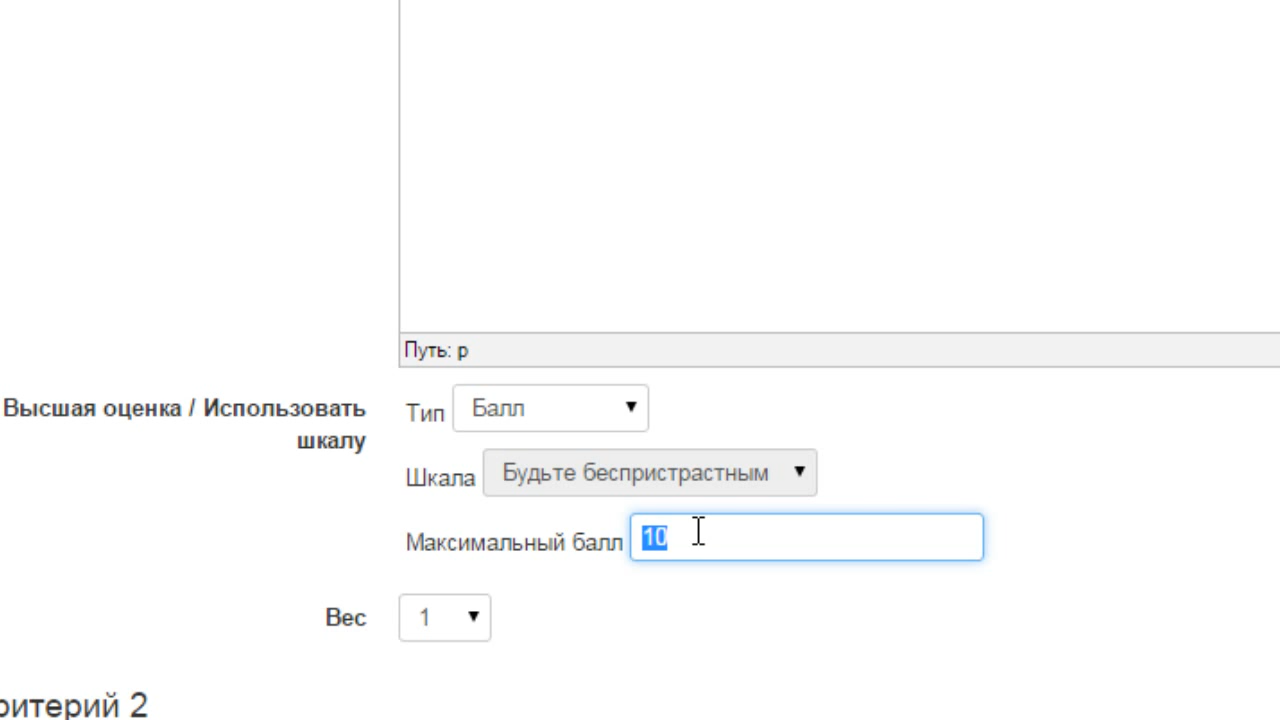 Путь: p
Высшая оценка / Использовать
шкалу
Тип Балл
Шкала Будьте беспристрастным
Максимальный балл 10
Вес 1
ритерий 2